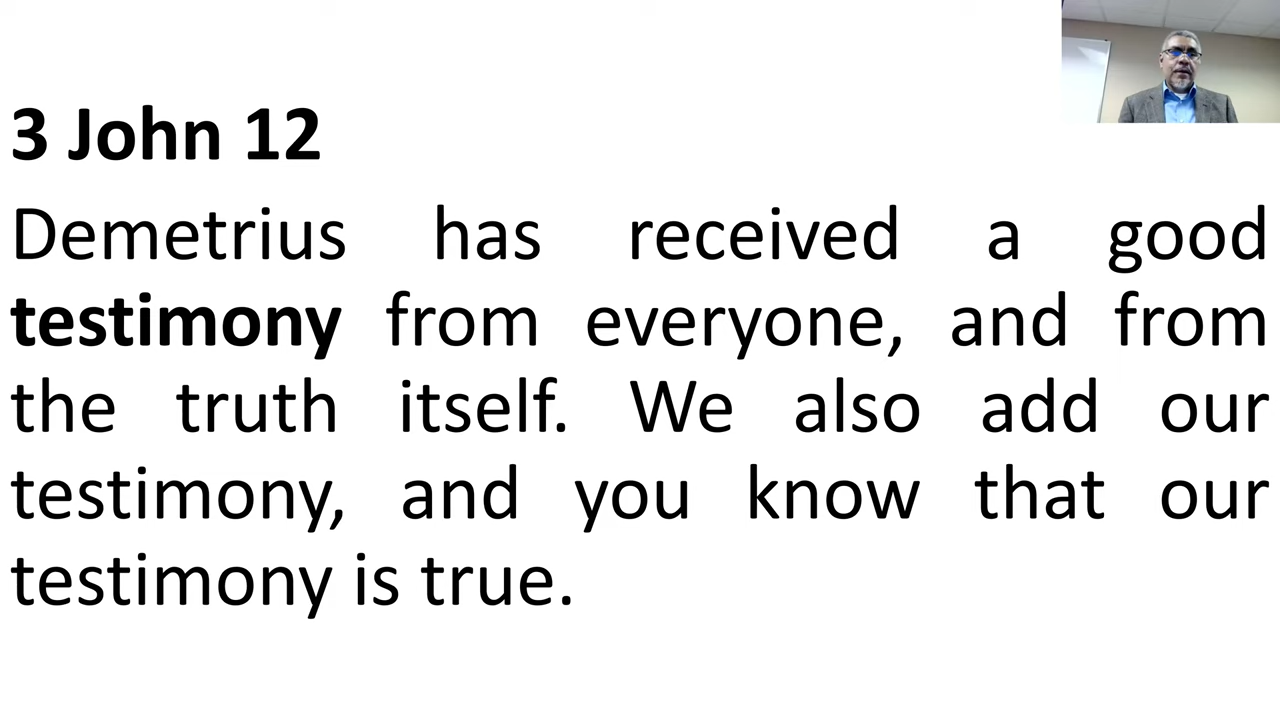 3 John 12
Demetrius has received a good
testimony from everyone, and from
the truth itself. We also add our
testimony, and you know that our
testimony is true.